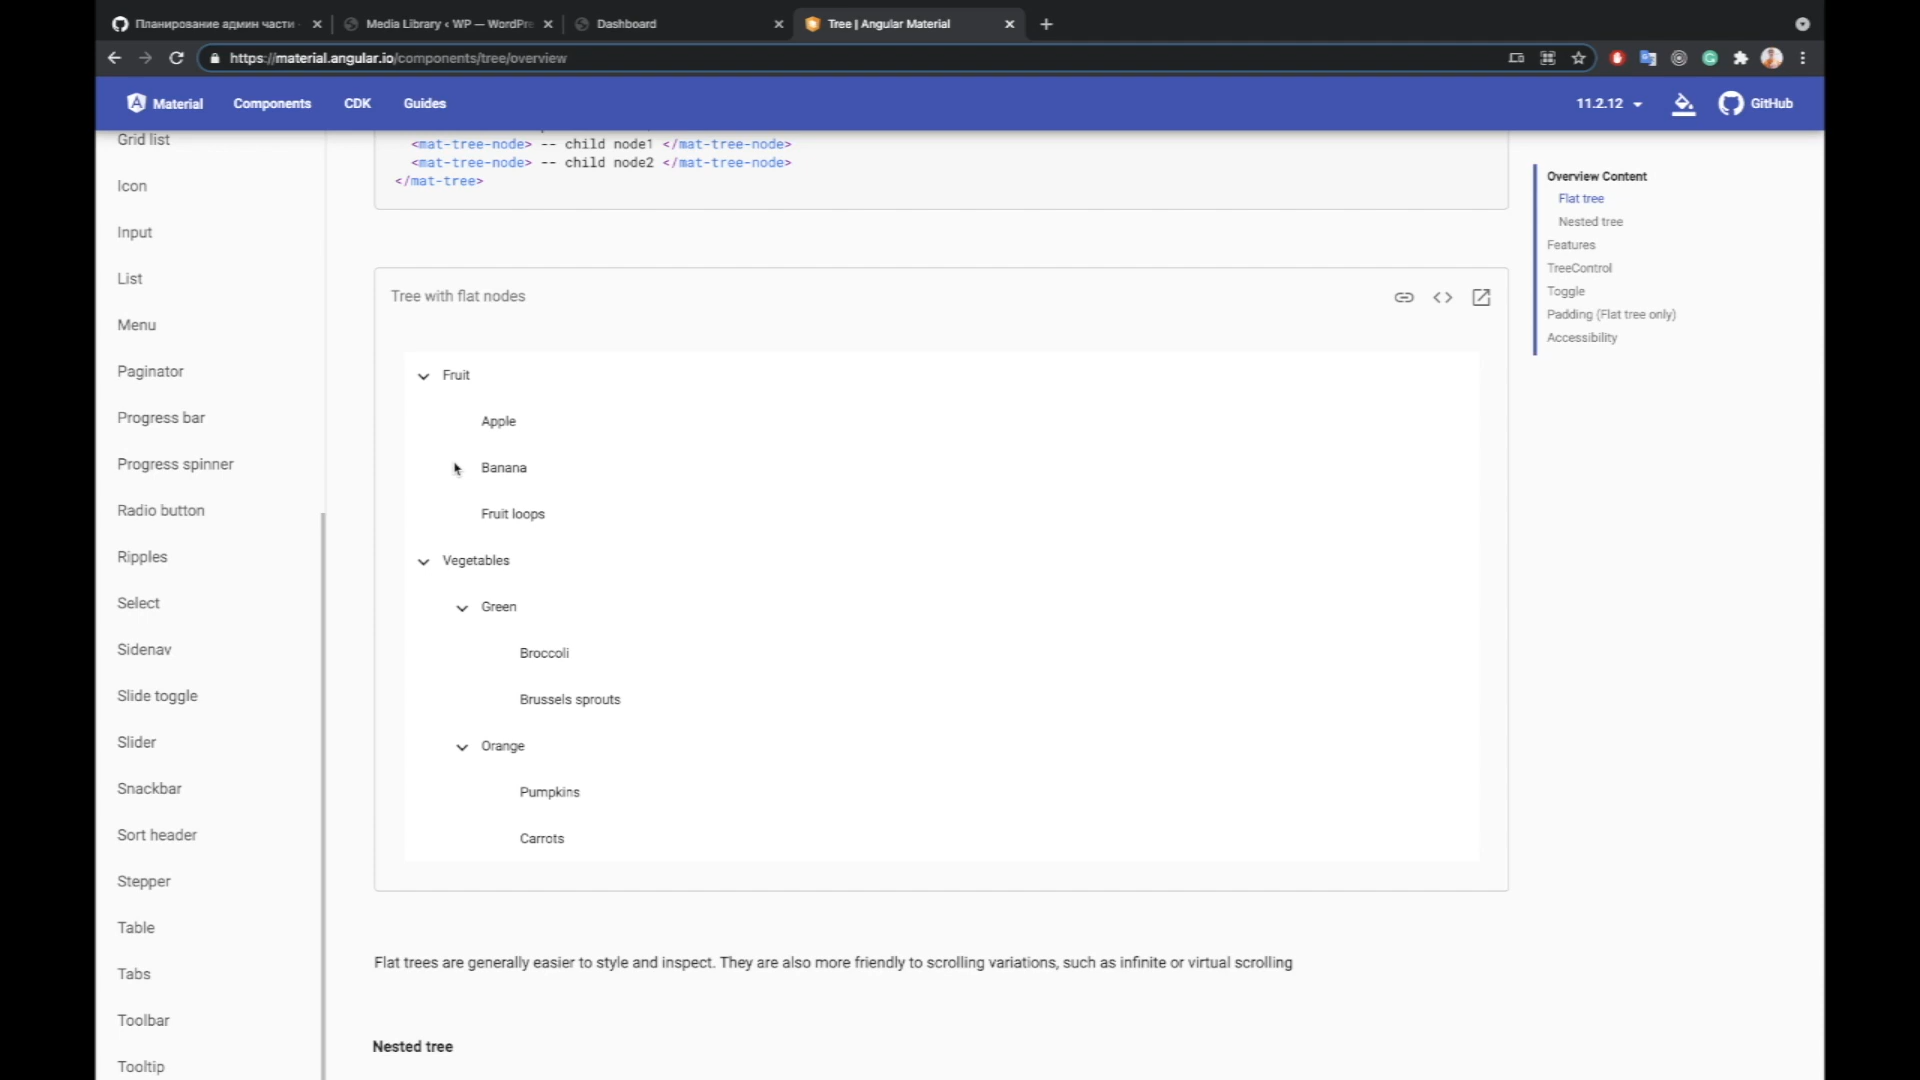 Планирование админ части
Media Library ‹ WP — WordPre
Dashboard
Tree | Angular Material
https://material.angular.io/components/tree/overview
Material
Components
CDK
Guides
11.2.12
GitHub
Grid list
Icon
Input
List
Menu
Paginator
Progress bar
Progress spinner
Radio button
Ripples
Select
Sidenav
Slide toggle
Slider
Snackbar
Sort header
Stepper
Table
Tabs
Toolbar
Tooltip
<mat-tree-node> -- child node1 </mat-tree-node>
<mat-tree-node> -- child node2 </mat-tree-node>
</mat-tree>
Tree with flat nodes
Fruit
Apple
Banana
Fruit loops
Vegetables
Green
Broccoli
Brussels sprouts
Orange
Pumpkins
Carrots
Flat trees are generally easier to style and inspect. They are also more friendly to scrolling variations, such as infinite or virtual scrolling
Nested tree
Overview Content
Flat tree
Nested tree
Features
TreeControl
Toggle
Padding (Flat tree only)
Accessibility